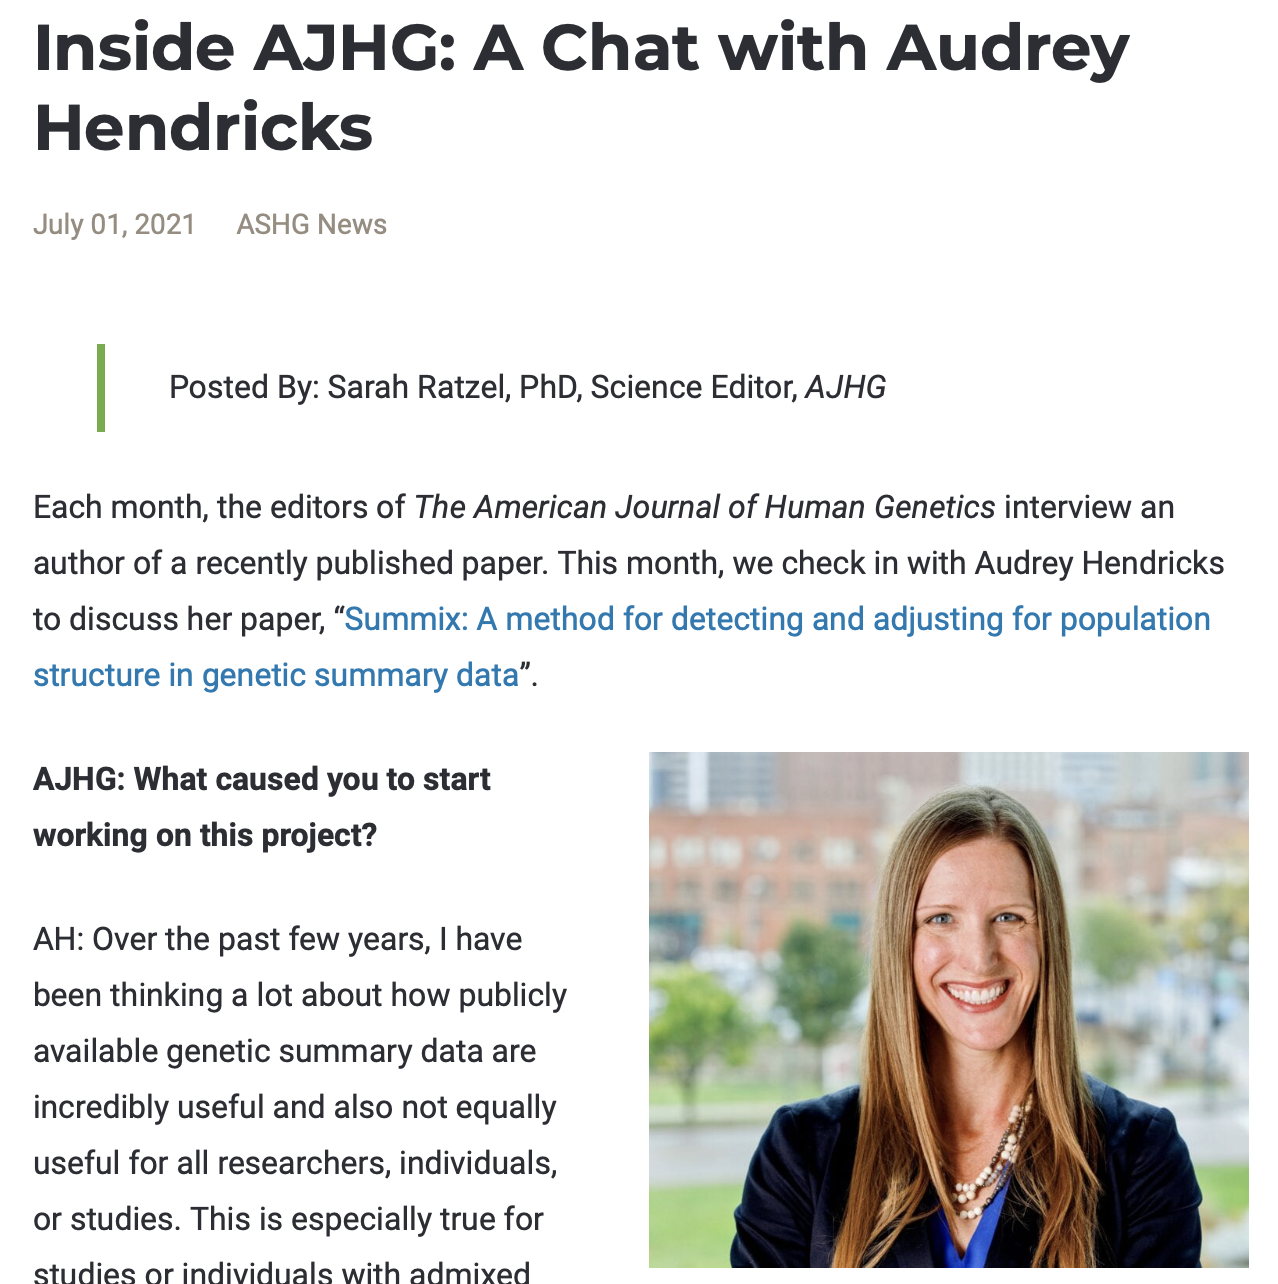 Inside AJHG: A Chat with Audrey
Hendricks
July 01, 2021 ASHG News
Posted By: Sarah Ratzel, PhD, Science Editor, AJHG
Each month, the editors of The American Journal of Human Genetics interview an
author of a recently published paper. This month, we check in with Audrey Hendricks
to discuss her paper, “Summix: A method for detecting and adjusting for population
structure in genetic summary data”.
AJHG: What caused you to start
working on this project?
AH: Over the past few years, I have
been thinking a lot about how publicly
available genetic summary data are
incredibly useful and also not equally
useful for all researchers, individuals,
or studies. This is especially true for
studies or individuals with admixed